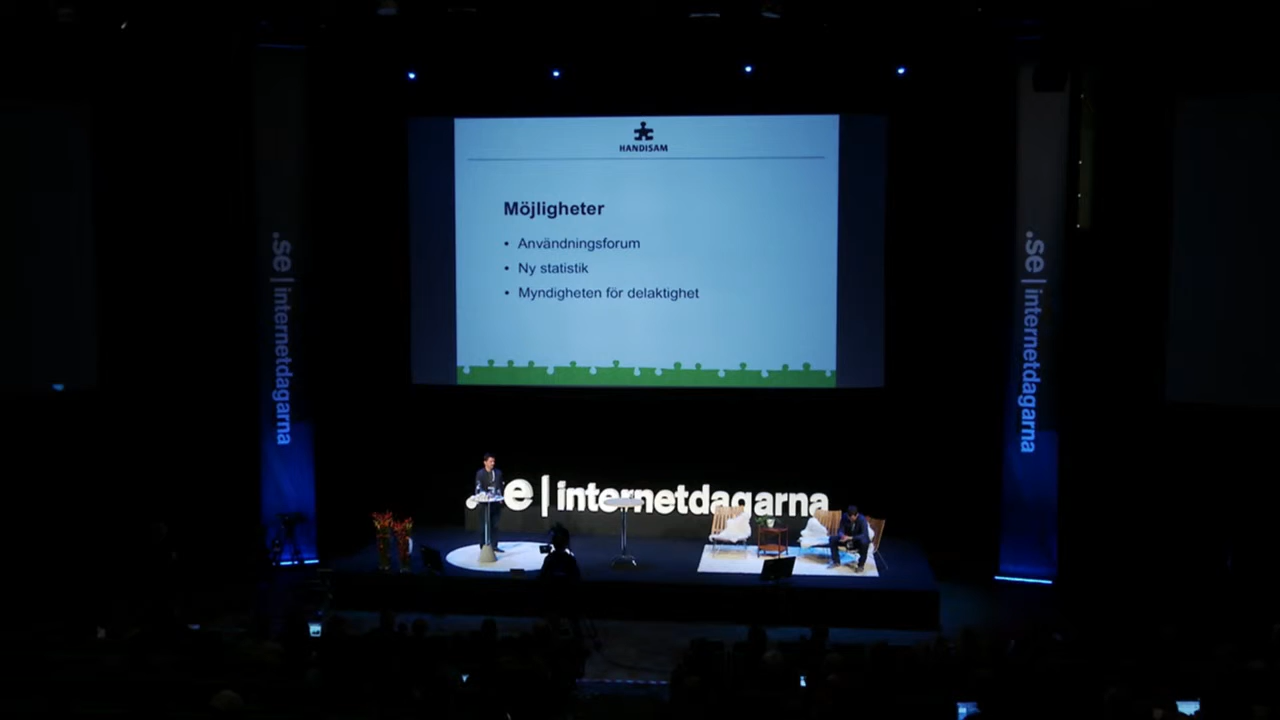 HANDISAM
Möjligheter
• Användningsforum
• Ny statistik
• Myndigheten för delaktighet
.se | internetdagarna
.se | internetdagarna
.se | internetdagarna